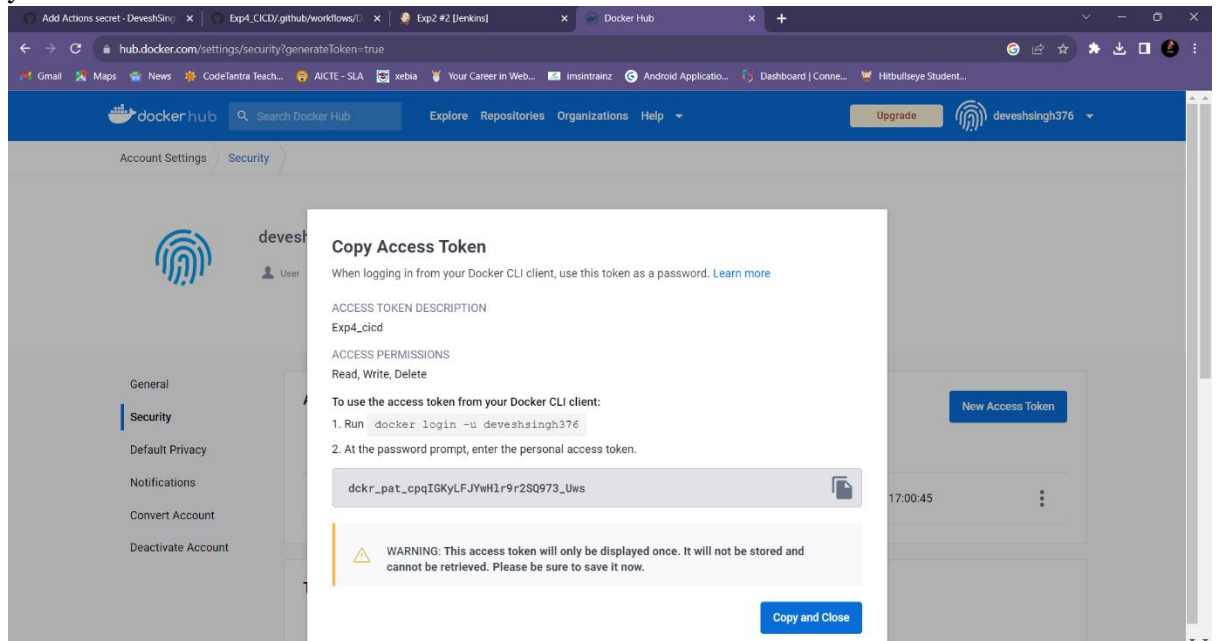 Add Actions secret · DeveshSing
Exp4_CICD/.github/workflows/D
Exp2 #2 [Jenkins]
Docker Hub
hub.docker.com/settings/security?generateToken=true
Gmail Maps News CodeTantra Teach... AICTE - SLA xebia Your Career in Web... imsintrainz Android Applicatio... Dashboard | Conne... Hitbullseye Student...
dockerhub Search Docker Hub Explore Repositories Organizations Help Upgrade deveshsingh376
Account Settings Security
devesh
User
Copy Access Token
When logging in from your Docker CLI client, use this token as a password. Learn more
ACCESS TOKEN DESCRIPTION
Exp4_cicd
ACCESS PERMISSIONS
Read, Write, Delete
To use the access token from your Docker CLI client:
1. Run docker login -u deveshsingh376
2. At the password prompt, enter the personal access token.
dckr_pat_cpqIGKyLFJYwHlr9r2SQ973_Uws
WARNING: This access token will only be displayed once. It will not be stored and
cannot be retrieved. Please be sure to save it now.
Copy and Close
General
Security
Default Privacy
Notifications
Convert Account
Deactivate Account
New Access Token
17:00:45